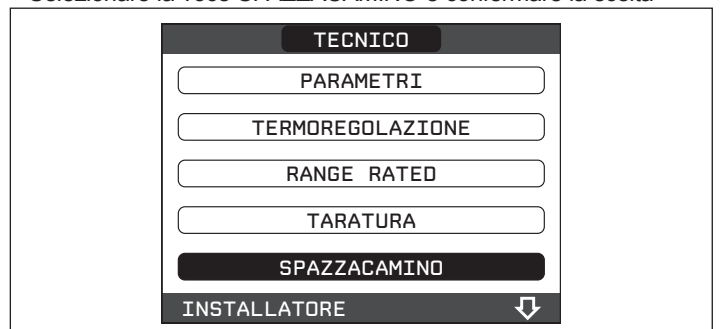 TECNICO
PARAMETRI
TERMOREGOLAZIONE
RANGE RATED
TARATURA
SPAZZACAMINO
INSTALLATORE